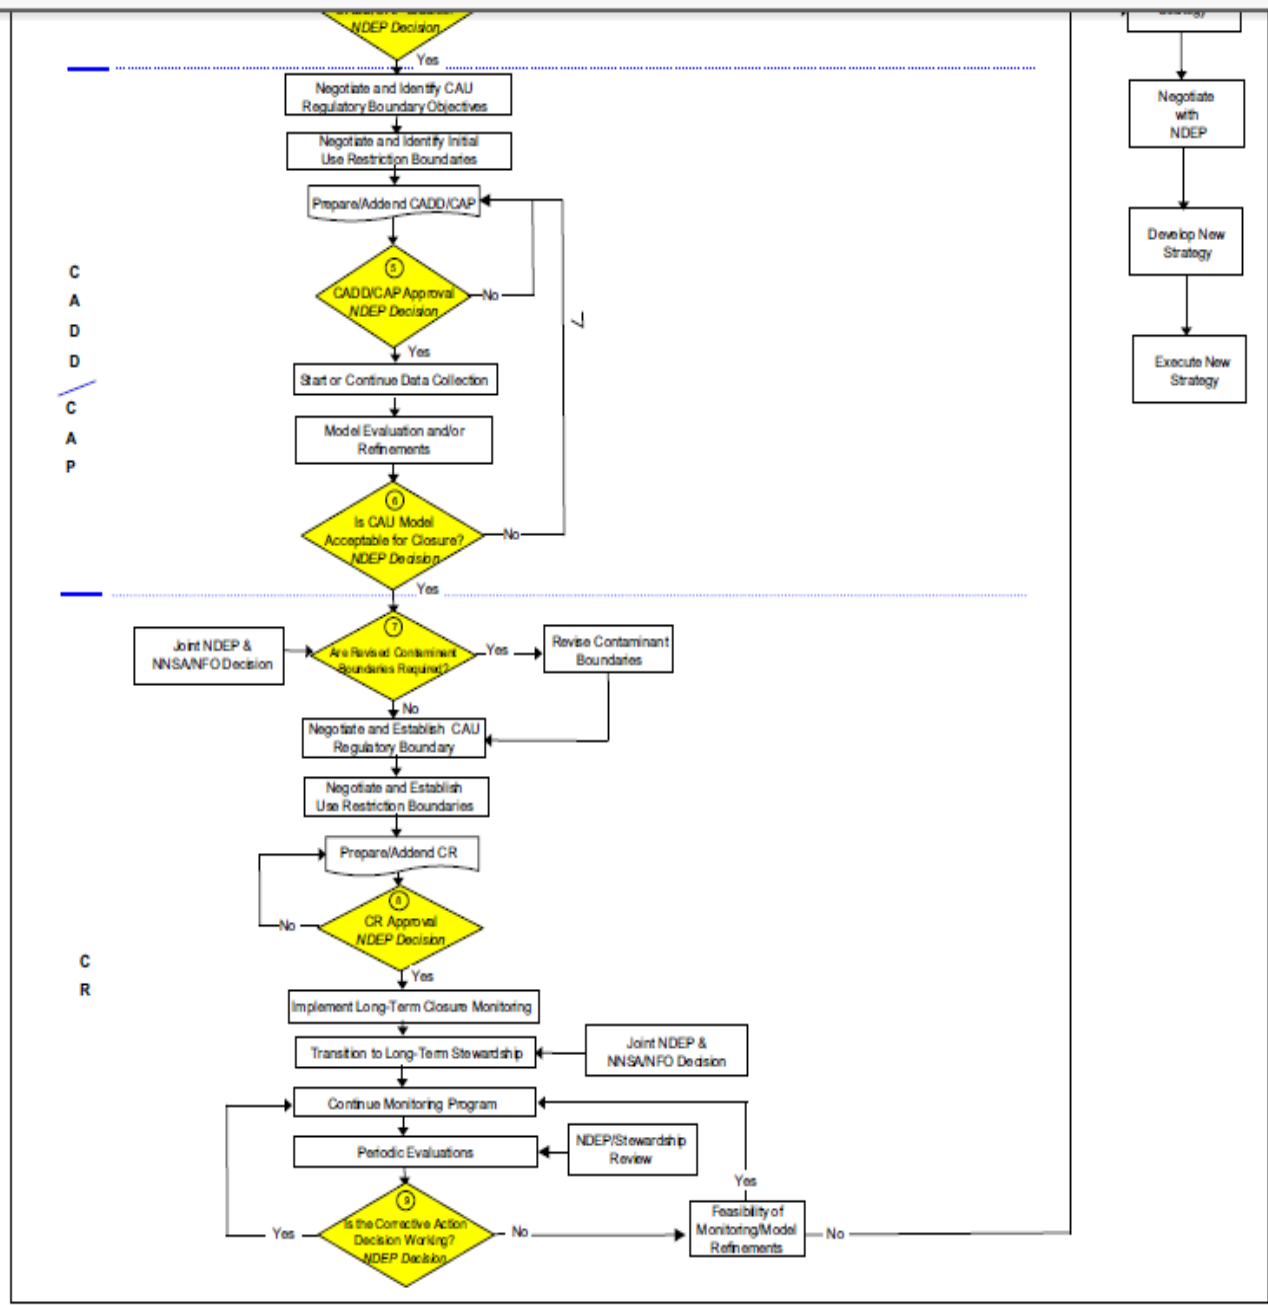 NDEP Decision
Yes
Negotiate and Identify CAU
Regulatory Boundary Objectives
Negotiate and Identify Initial
Use Restriction Boundaries
Prepare/Addend CADD/CAP
5
CADD/CAP Approval
NDEP Decision
No
Yes
Start or Continue Data Collection
Model Evaluation and/or
Refinements
6
Is CAU Model
Acceptable for Closure?
NDEP Decision
No
Yes
C
A
D
D
/
C
A
P
Joint NDEP &
NNSA/NFO Decision
7
Are Revised Contaminant
Boundaries Required?
Yes
Revise Contaminant
Boundaries
No
Negotiate and Establish CAU
Regulatory Boundary
Negotiate and Establish
Use Restriction Boundaries
Prepare/Addend CR
8
CR Approval
NDEP Decision
No
Yes
C
R
Implement Long-Term Closure Monitoring
Transition to Long-Term Stewardship
Joint NDEP &
NNSA/NFO Decision
Continue Monitoring Program
Periodic Evaluations
NDEP/Stewardship
Review
9
Is the Corrective Action
Decision Working?
NDEP Decision
Yes
No
Feasibility of
Monitoring/Model
Refinements
Yes
No
Negotiate
with
NDEP
Develop New
Strategy
Execute New
Strategy